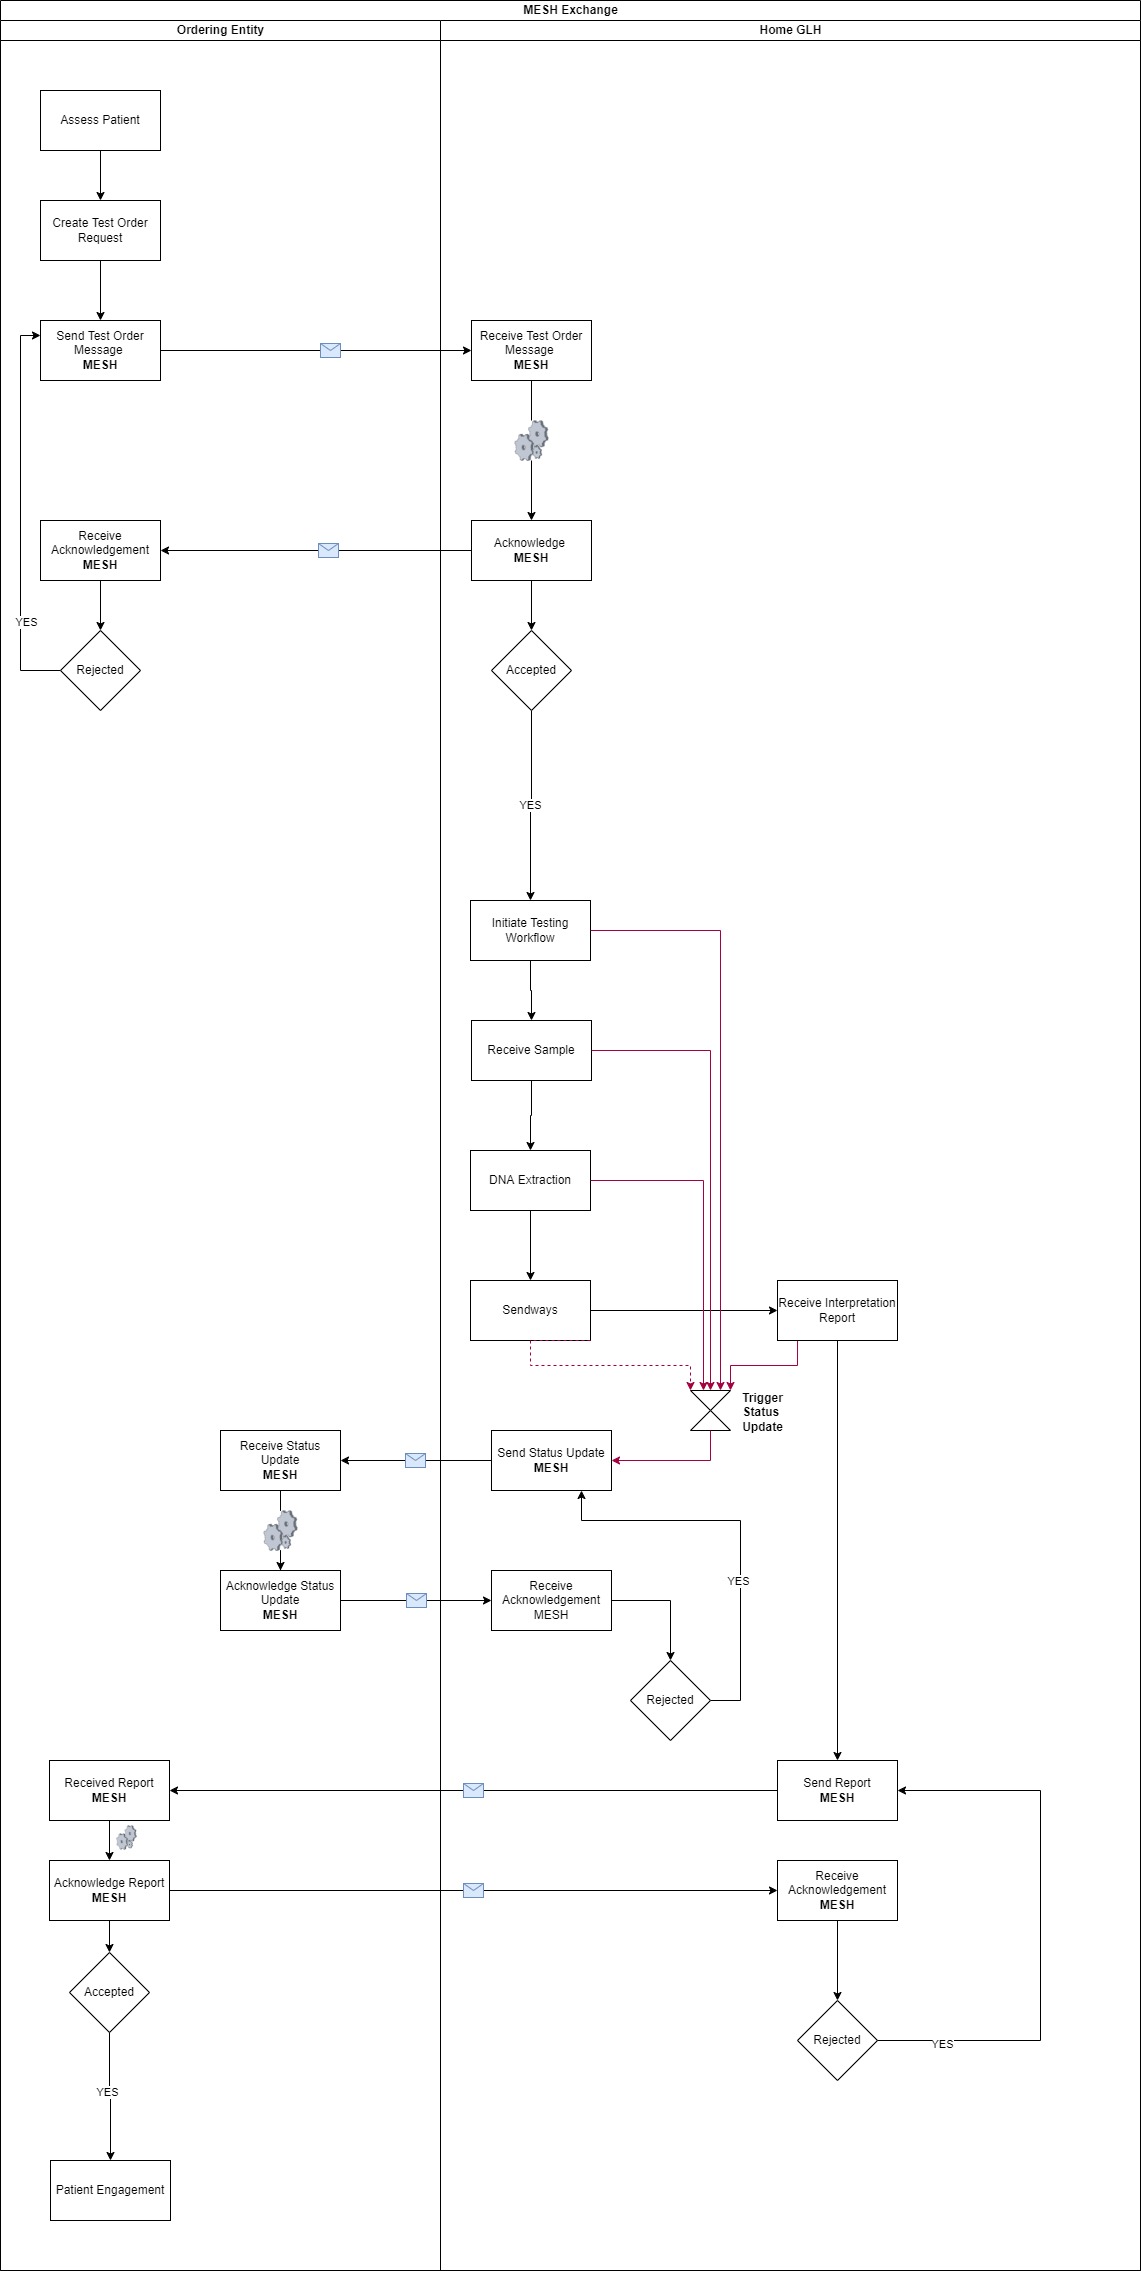 MESH Exchange
Ordering Entity
Home GLH
Assess Patient
Create Test Order
Request
Send Test Order
Message
MESH
Receive Test Order
Message
MESH
Receive
Acknowledgement
MESH
Acknowledge
MESH
YES
Rejected
Accepted
YES
Initiate Testing
Workflow
Receive Sample
DNA Extraction
Sendways
Receive Interpretation
Report
Trigger
Status
Update
Receive Status
Update
MESH
Send Status Update
MESH
Acknowledge Status
Update
MESH
Receive
Acknowledgement
MESH
YES
Rejected
Received Report
MESH
Send Report
MESH
Acknowledge Report
MESH
Receive
Acknowledgement
MESH
Accepted
Rejected
YES
YES
Patient Engagement